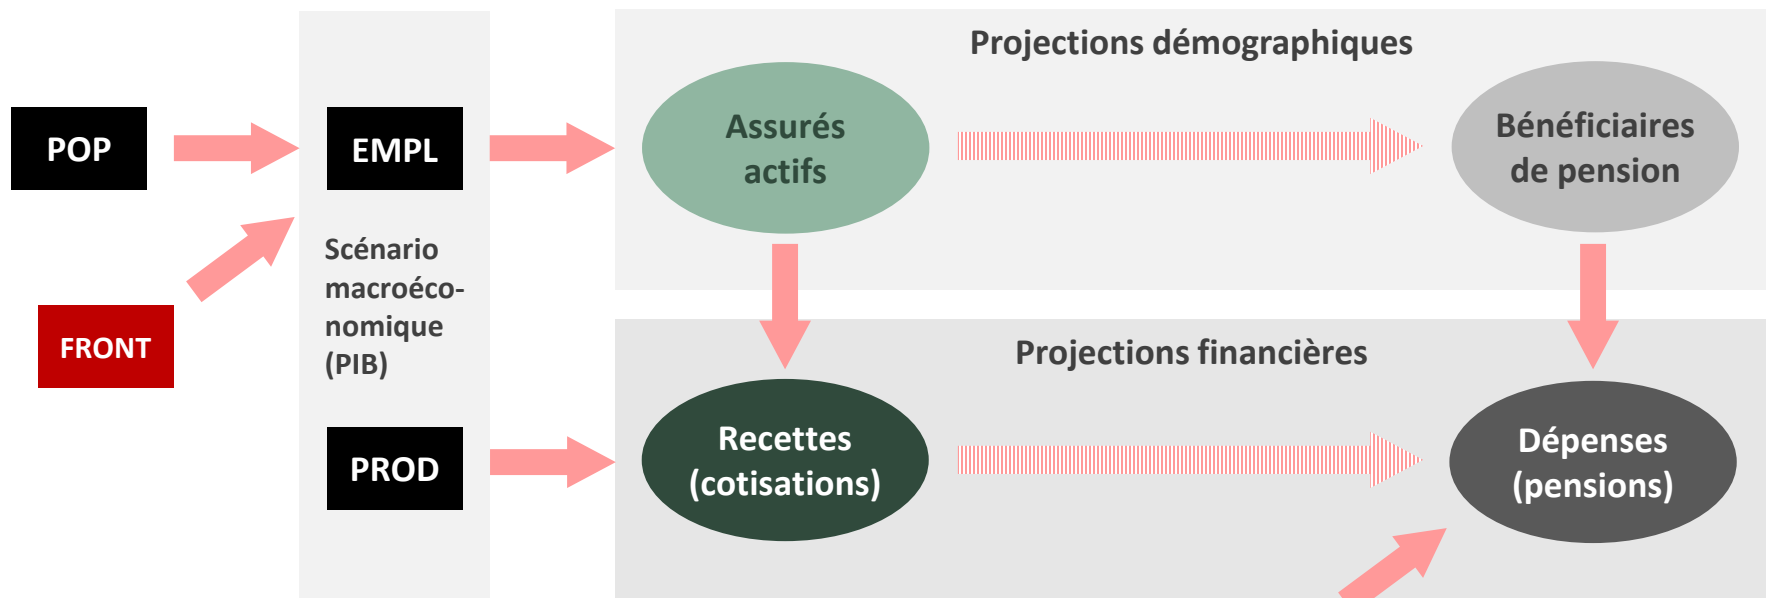 Projections démographiques
POP
EMPL
Assurés
actifs
Bénéficiaires
de pension
Scénario
macroéco-
nomique
(PIB)
FRONT
Projections financières
PROD
Recettes
(cotisations)
Dépenses
(pensions)